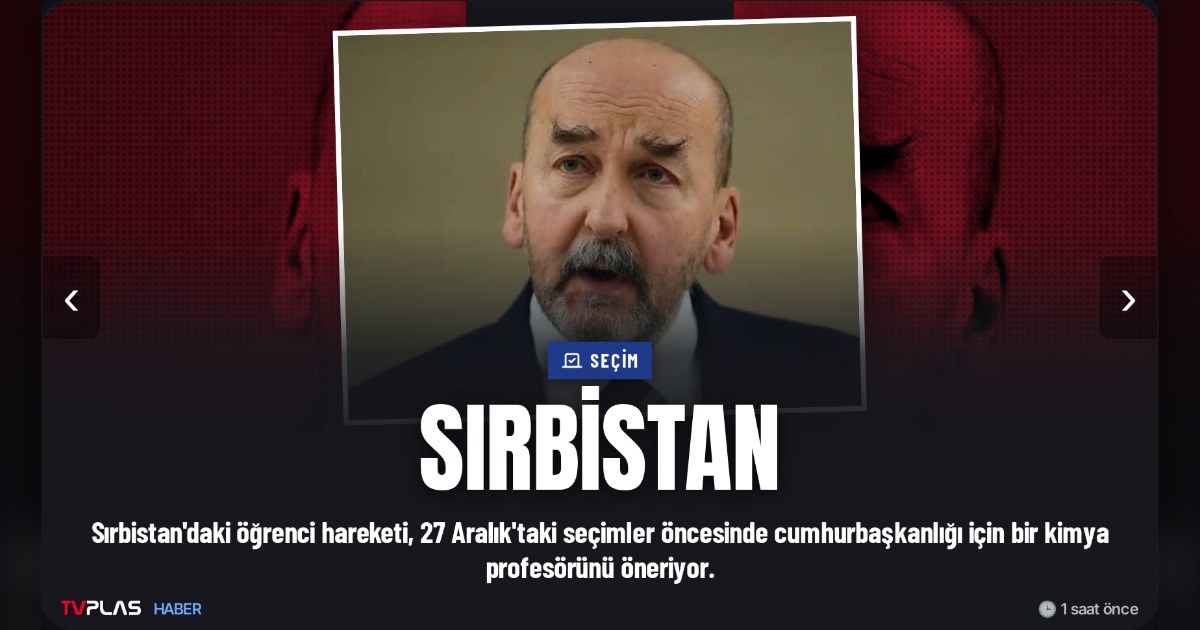 SEÇİM
SIRBİSTAN
Sırbistan'daki öğrenci hareketi, 27 Aralık'taki seçimler öncesinde cumhurbaşkanlığı için bir kimya
profesörünü öneriyor.
TVPLAS HABER
1 saat önce